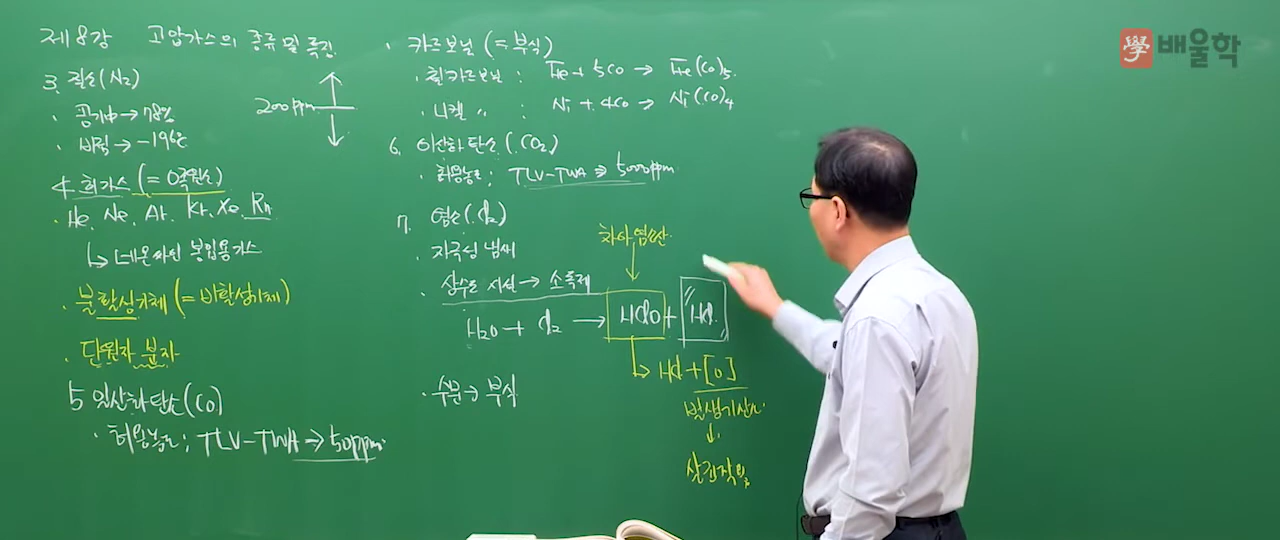 제8강 고압가스의 종류 및 특징
3. 질소(N2)
· 공기中→78%
· 비점→-196℃
200ppm
4. 희가스 (=0족원소)
· He. Ne. Ar. Kr. Xe. Rn
↳ 네온싸인 봉입용가스
· 불활성기체(=비활성기체)
· 단원자 분자
5 일산화탄소(CO)
· 허용농도; TLV-TWA ⇒ 50ppm
· 카르보닐 (=부식)
· 철카르보닐 : Fe+5CO → Fe(CO)5.
· 니켈 〃 : Ni + 4CO → Ni(CO)4
6. 이산화탄소(CO2)
· 허용농도; TLV-TWA ⇒ 5000ppm
7. 염소(Cl2)
· 자극성 냄새
· 상수도 시설 → 소독제
차아염소산
H2O + Cl2 → HClO + HCl
↳ HCl+[O]
발생기산소
↓
살균작용
· 수분→부식
學 배울학